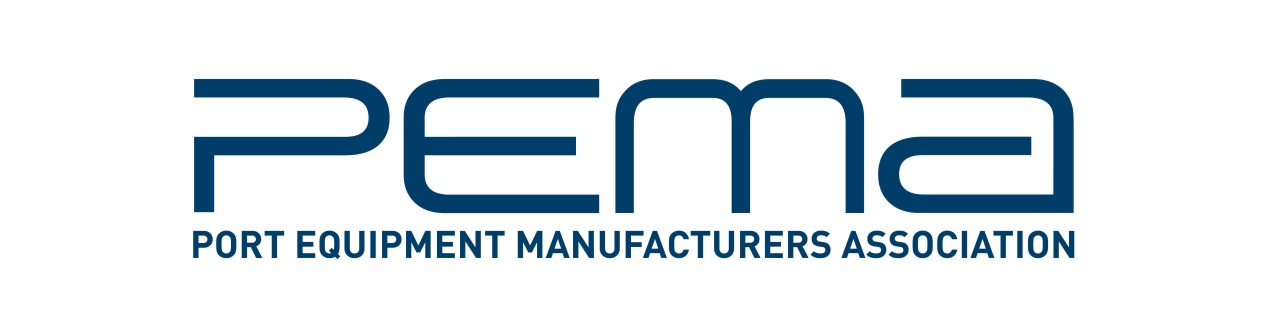 PEMA
PORT EQUIPMENT MANUFACTURERS ASSOCIATION